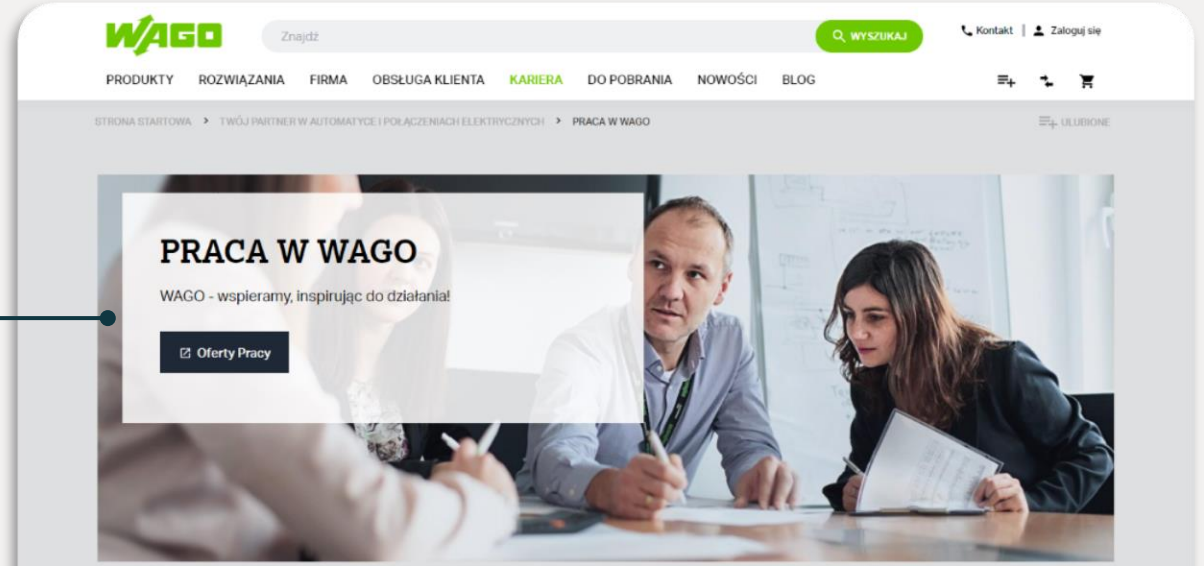 WAGO
Znajdź
WYSZUKAJ
Kontakt | Zaloguj się
PRODUKTY ROZWIĄZANIA FIRMA OBSŁUGA KLIENTA KARIERA DO POBRANIA NOWOŚCI BLOG
STRONA STARTOWA > TWÓJ PARTNER W AUTOMATYCE I POŁĄCZENIACH ELEKTRYCZNYCH > PRACA W WAGO
ULUBIONE
PRACA W WAGO
WAGO - wspieramy, inspirując do działania!
Oferty Pracy